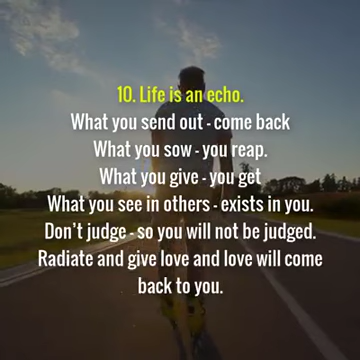 10. Life is an echo.
What you send out - come back
What you sow - you reap.
What you give - you get
What you see in others - exists in you.
Don't judge - so you will not be judged.
Radiate and give love and love will come
back to you.